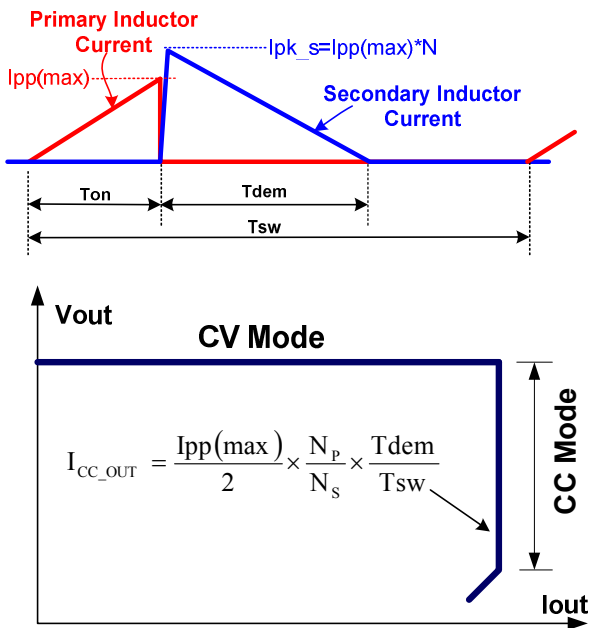 Primary Inductor
Current
Ipk_s=Ipp(max)*N
Ipp(max)
Secondary Inductor
Current
Ton
Tdem
Tsw
Vout
CV Mode
I_CC_OUT = Ipp(max)/2 × N_P/N_S × Tdem/Tsw
CC Mode
Iout